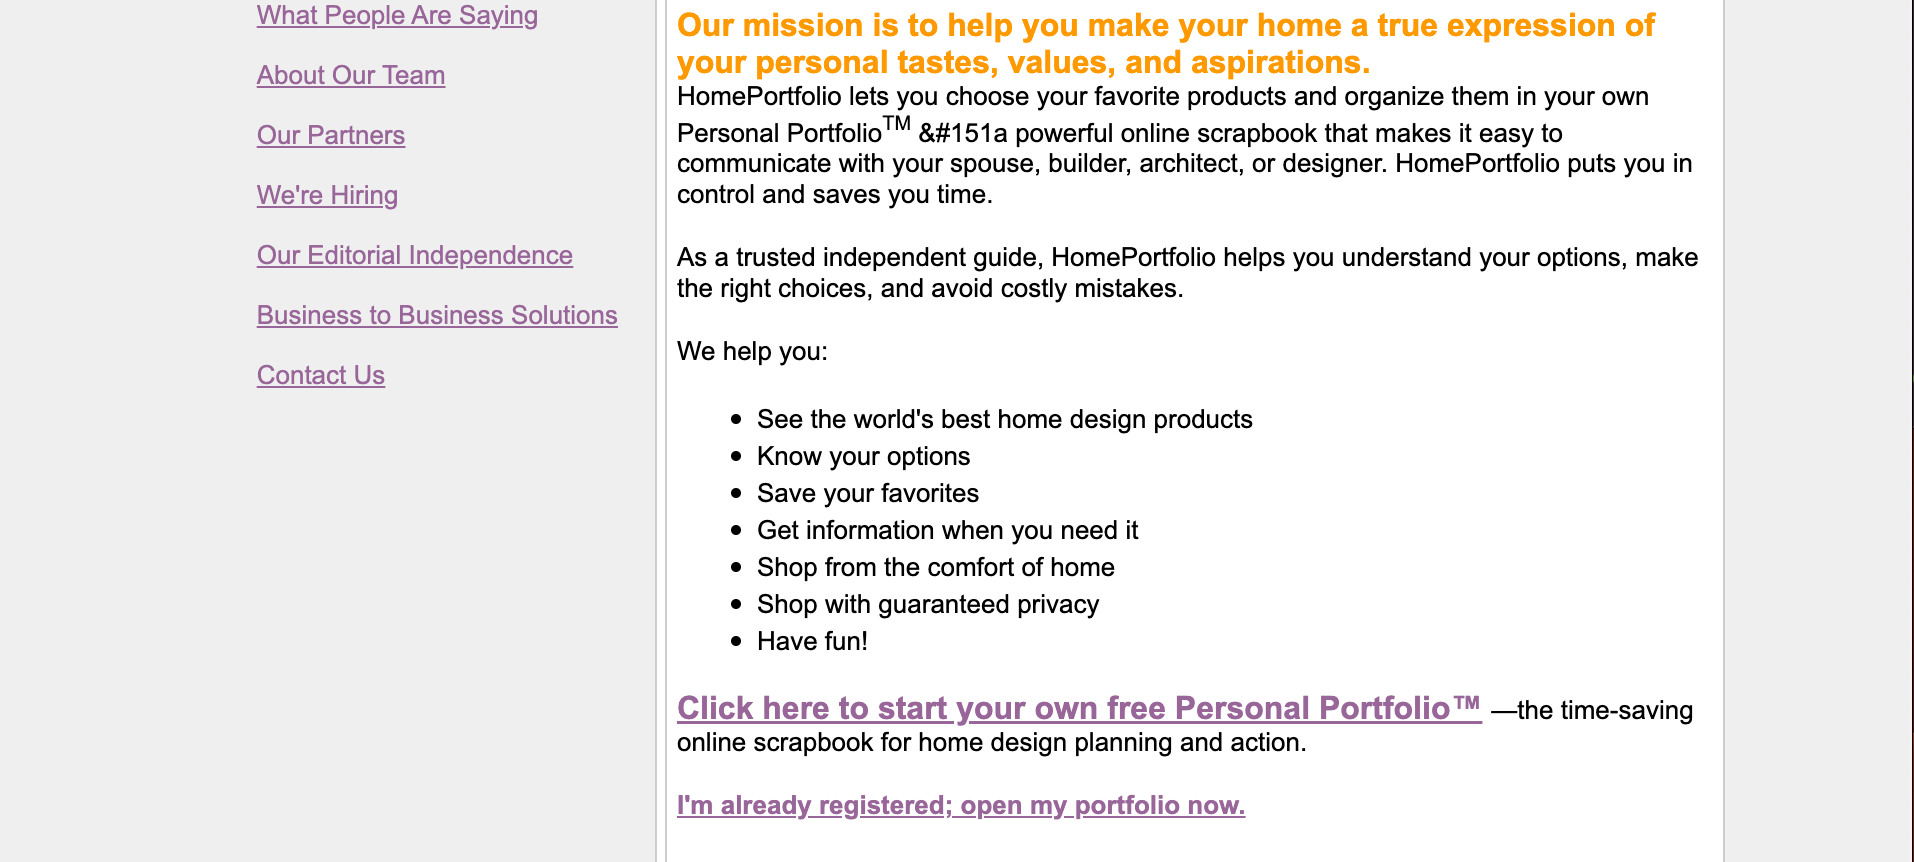 What People Are Saying
About Our Team
Our Partners
We're Hiring
Our Editorial Independence
Business to Business Solutions
Contact Us
Our mission is to help you make your home a true expression of
your personal tastes, values, and aspirations.
HomePortfolio lets you choose your favorite products and organize them in your own
Personal Portfolio™ &#151a powerful online scrapbook that makes it easy to
communicate with your spouse, builder, architect, or designer. HomePortfolio puts you in
control and saves you time.
As a trusted independent guide, HomePortfolio helps you understand your options, make
the right choices, and avoid costly mistakes.
We help you:
• See the world's best home design products
• Know your options
• Save your favorites
• Get information when you need it
• Shop from the comfort of home
• Shop with guaranteed privacy
• Have fun!
Click here to start your own free Personal Portfolio™ —the time-saving
online scrapbook for home design planning and action.
I'm already registered; open my portfolio now.